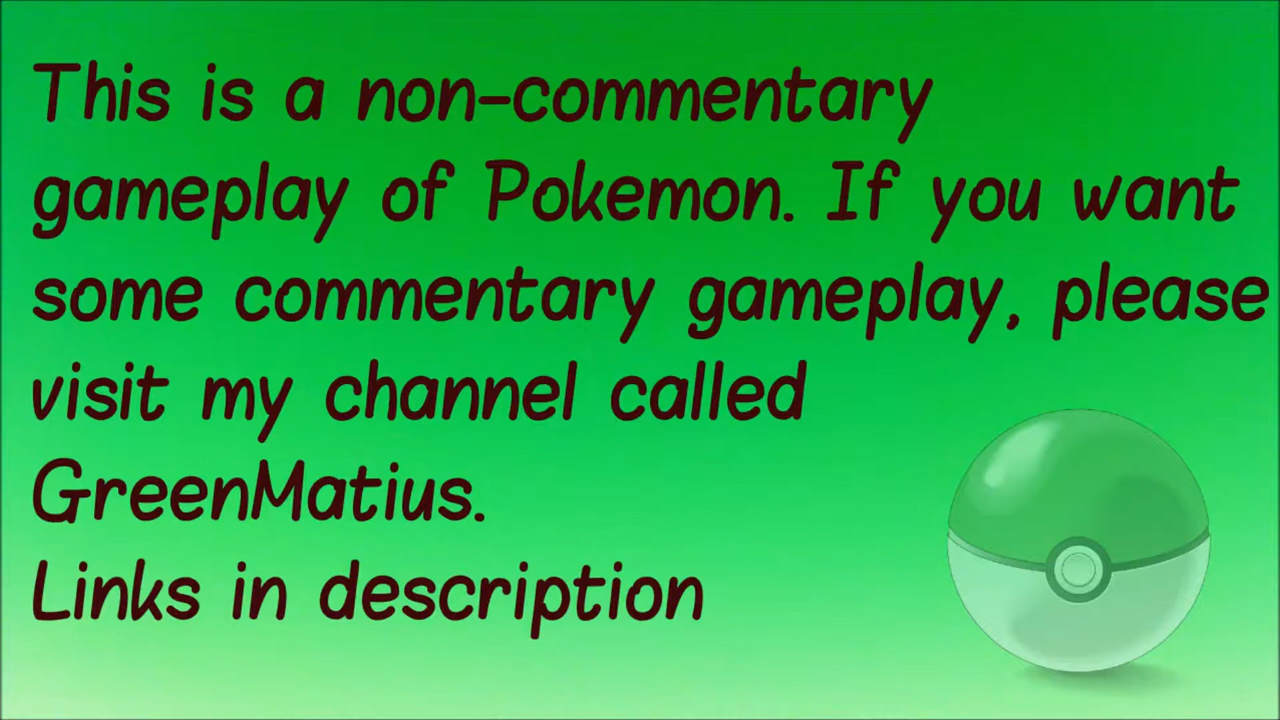 This is a non-commentary
gameplay of Pokemon. If you want
some commentary gameplay, please
visit my channel called
GreenMatius.
Links in description